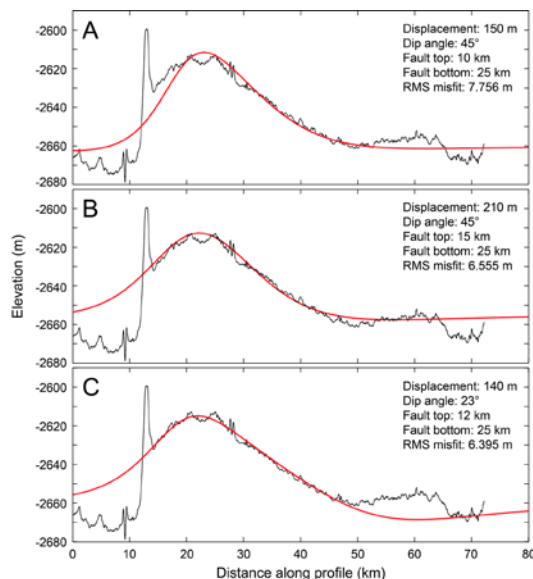 A
Displacement: 150 m
Dip angle: 45°
Fault top: 10 km
Fault bottom: 25 km
RMS misfit: 7.756 m
-2600
-2620
-2640
-2660
-2680
B
Displacement: 210 m
Dip angle: 45°
Fault top: 15 km
Fault bottom: 25 km
RMS misfit: 6.555 m
-2600
-2620
-2640
-2660
-2680
Elevation (m)
C
Displacement: 140 m
Dip angle: 23°
Fault top: 12 km
Fault bottom: 25 km
RMS misfit: 6.395 m
-2600
-2620
-2640
-2660
-2680
0 10 20 30 40 50 60 70 80
Distance along profile (km)